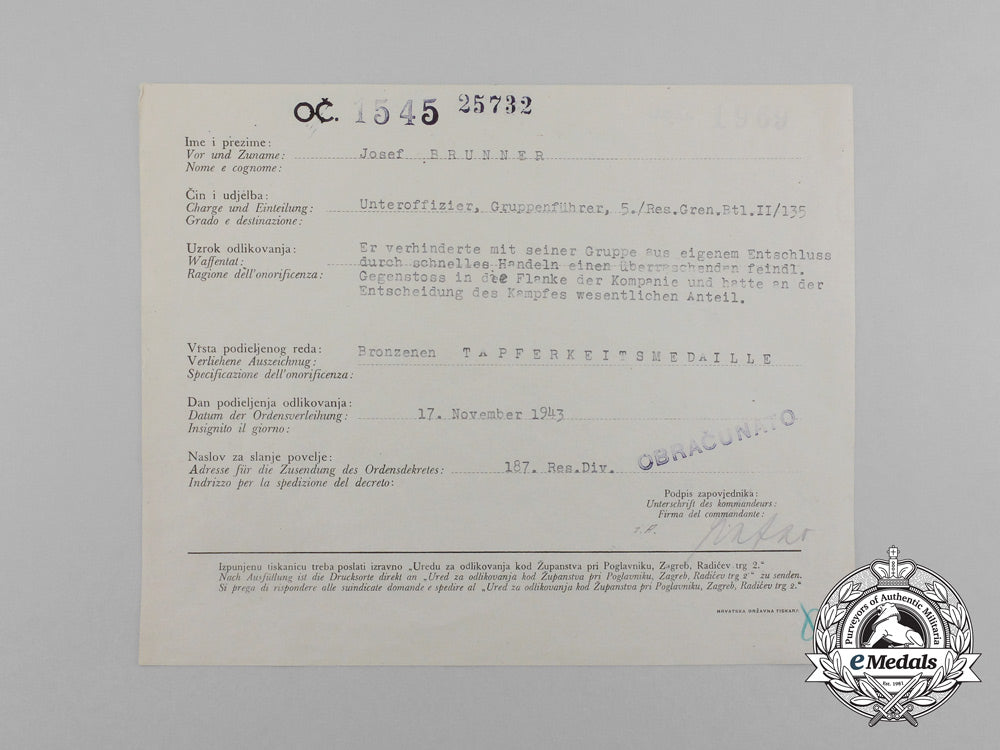 OČ. 1545 25732
1969
Ime i prezime:
Vor und Zuname: Josef BRUNNER
Nome e cognome:
Čin i udjelba:
Charge und Einteilung: Unteroffizier, Gruppenführer, 5./Res.Gren.Btl.II/135
Grado e destinazione:
Uzrok odlikovanja: Er verhinderte mit seiner Gruppe aus eigenem Entschluss
Waffentat: durch schnelles Handeln einen überraschenden feindl.
Ragione dell'onorificenza: Gegenstoss in die Flanke der Kompanie und hatte an der
Entscheidung des Kampfes wesentlichen Anteil.
Vrsta podieljenog reda: Bronzenen TAPFERKEITSMEDAILLE
Verliehene Auszeichnug:
Specificazione dell'onorificenza:
Dan podieljenja odlikovanja:
Datum der Ordensverleihung: 17. November 1943
Insignito il giorno:
OBRAČUNATO
Naslov za slanje povelje:
Adresse für die Zusendung des Ordensdekretes: 187. Res.Div.
Indrizzo per la spedizione del decreto:
Podpis zapovjednika:
Unterschrift des kommandeurs:
Firma del commandante:
Izpunjenu tiskanicu treba poslati izravno „Uredu za odlikovanja kod Županstva pri Poglavniku, Zagreb, Radićev trg 2.“
Nach Ausfüllung ist die Drucksorte direkt an „Ured za odlikovanja kod Županstva pri Poglavniku, Zagreb, Radićev trg 2“ zu senden.
Si prega di rispondere alle suindicate domande e spedire al „Ured za odlikovanja kod Županstva pri Poglavniku, Zagreb, Radićev trg 2.“
HRVATSKA DRŽAVNA TISKARA
Purveyors of Authentic Militaria
eMedals
Est. 1981